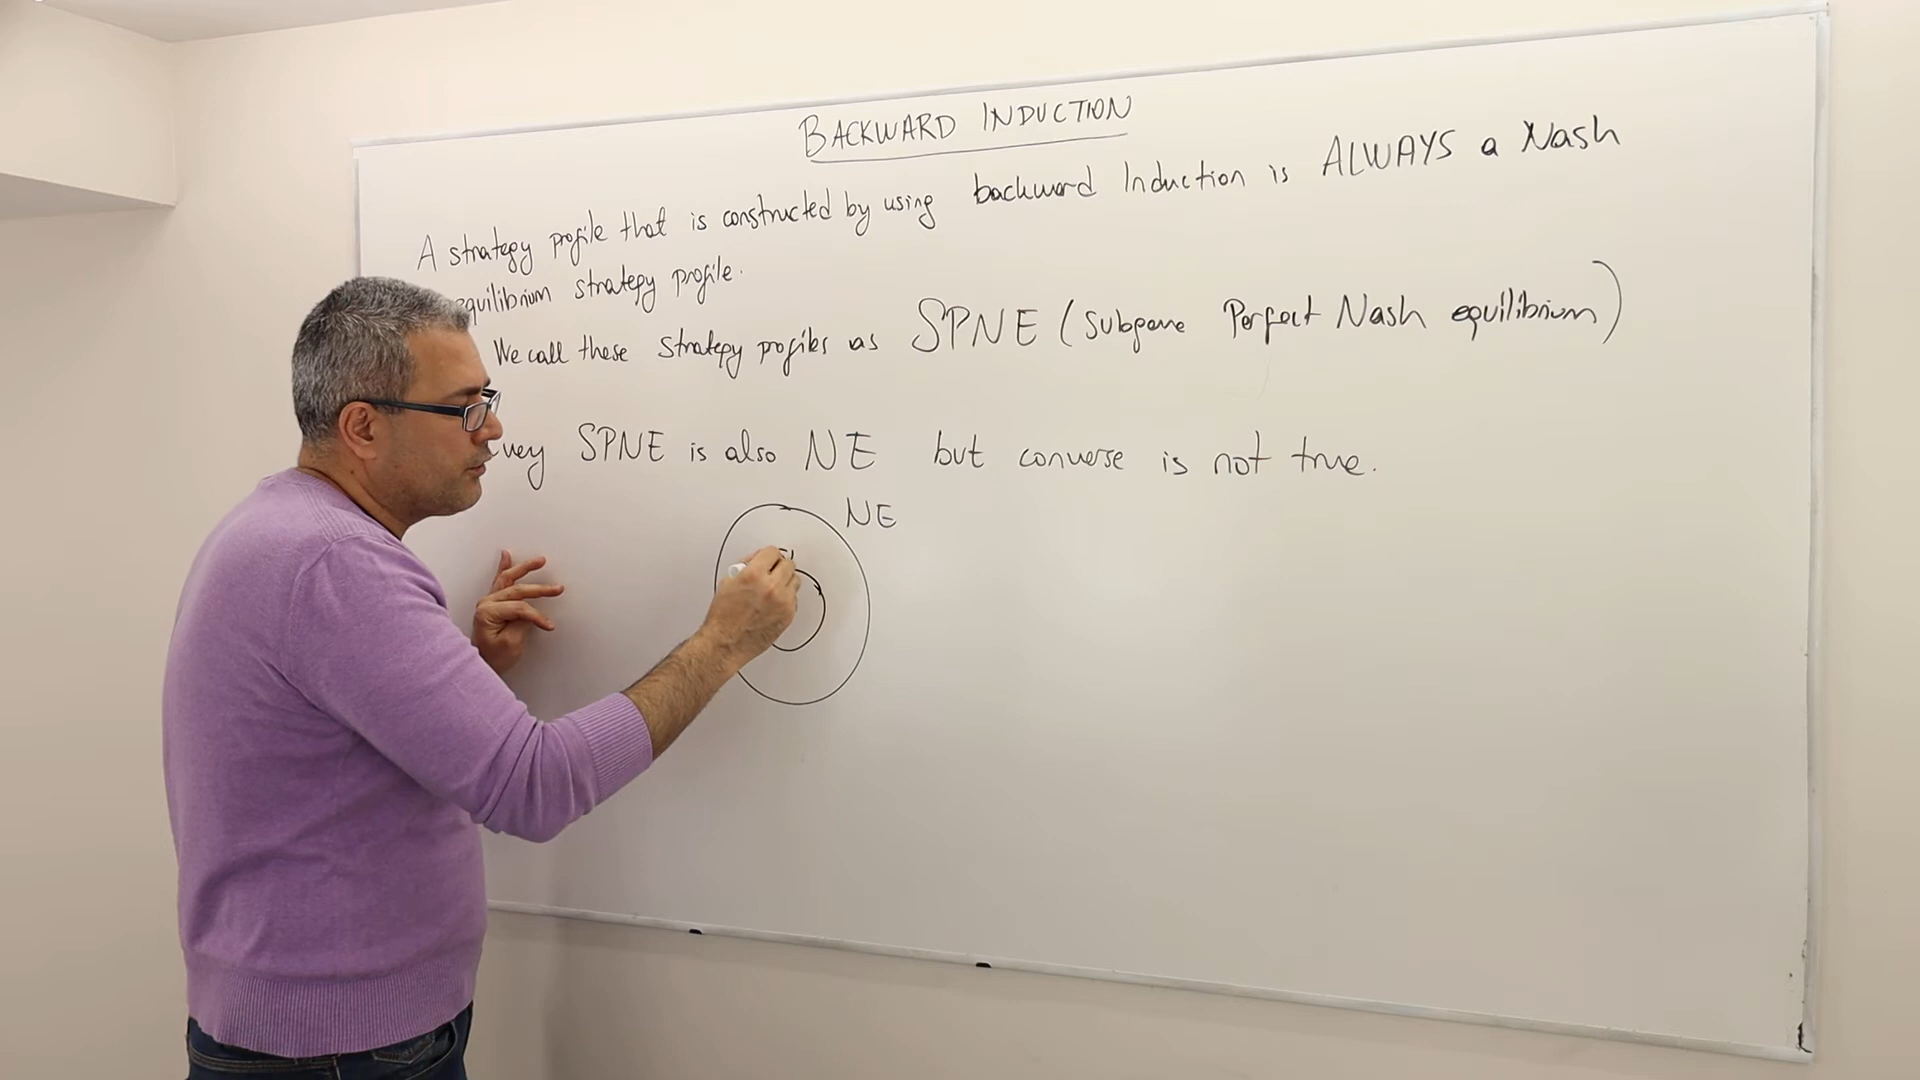 BACKWARD INDUCTION
A strategy profile that is constructed by using backward Induction is ALWAYS a Nash
equilibrium strategy profile.
We call these strategy profiles as SPNE (Subgame Perfect Nash equilibrium)
SPNE is also NE but converse is not true.
NE